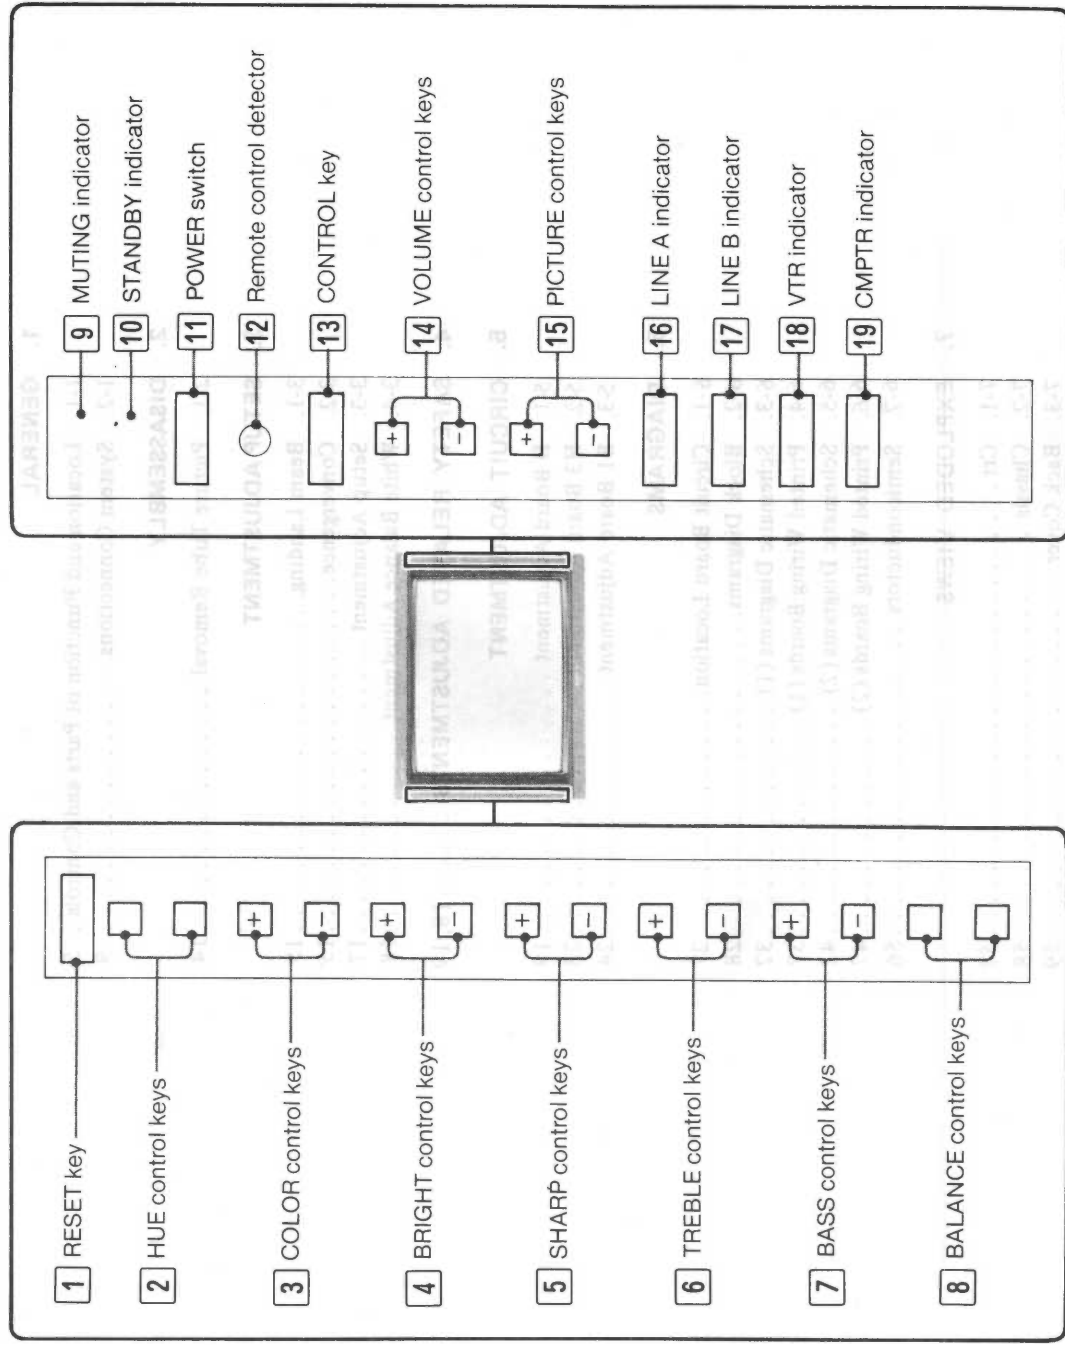 1 RESET key
2 HUE control keys
3 COLOR control keys
+
−
4 BRIGHT control keys
+
−
5 SHARP control keys
+
−
6 TREBLE control keys
+
−
7 BASS control keys
+
−
8 BALANCE control keys
9 MUTING indicator
10 STANDBY indicator
11 POWER switch
12 Remote control detector
13 CONTROL key
14 VOLUME control keys
+
−
15 PICTURE control keys
+
−
16 LINE A indicator
17 LINE B indicator
18 VTR indicator
19 CMPTR indicator